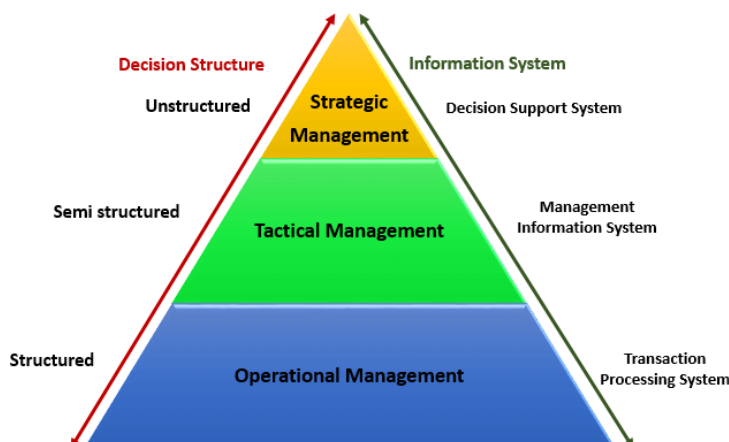 Decision Structure
Information System
Unstructured
Strategic
Management
Decision Support System
Semi structured
Tactical Management
Management
Information System
Structured
Operational Management
Transaction
Processing System